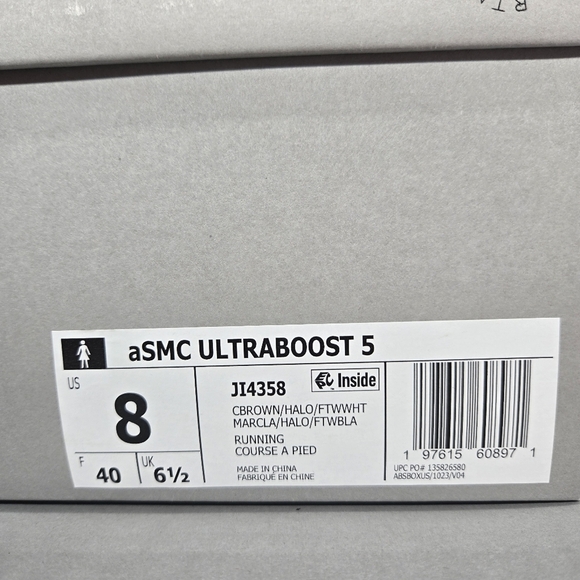 aSMC ULTRABOOST 5
US
8
F
40
UK
6½
JI4358
Inside
CBROWN/HALO/FTWWHT
MARCLA/HALO/FTWBLA
RUNNING
COURSE A PIED
MADE IN CHINA
FABRIQUÉ EN CHINE
1 97615 60897 1
UPC PO# 135826580
ABSBOXUS/1023/V04